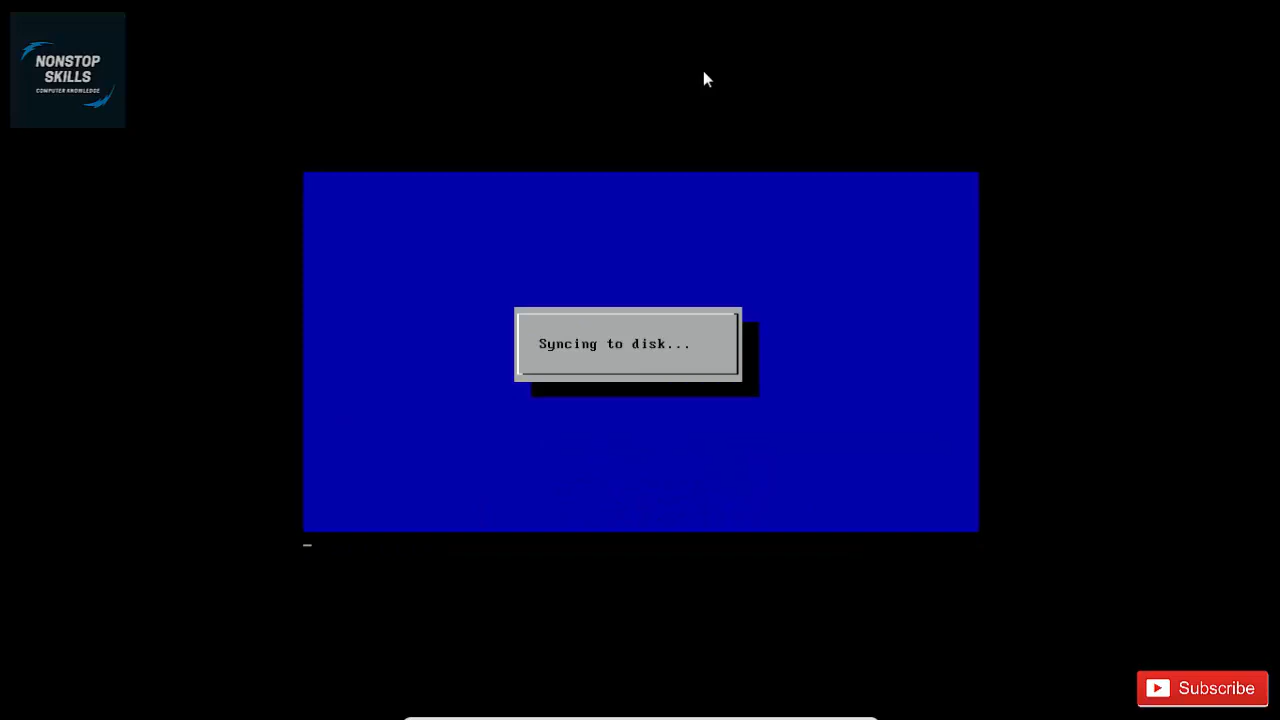 NONSTOP
SKILLS
COMPUTER KNOWLEDGE
Syncing to disk...
Subscribe